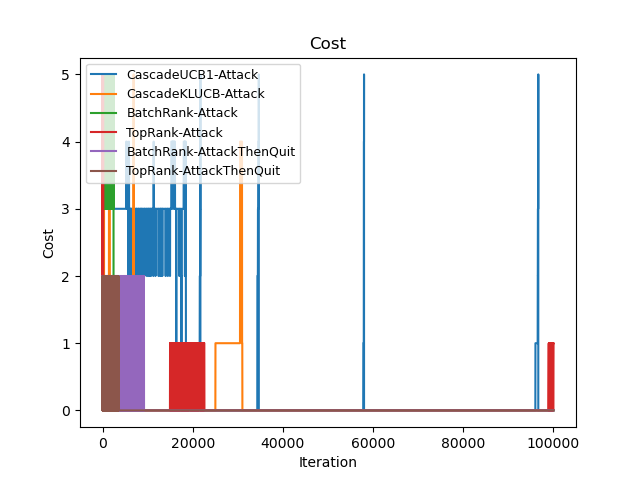 Cost
CascadeUCB1-Attack
CascadeKLUCB-Attack
BatchRank-Attack
TopRank-Attack
BatchRank-AttackThenQuit
TopRank-AttackThenQuit
5
4
3
2
1
0
Cost
0 20000 40000 60000 80000 100000
Iteration